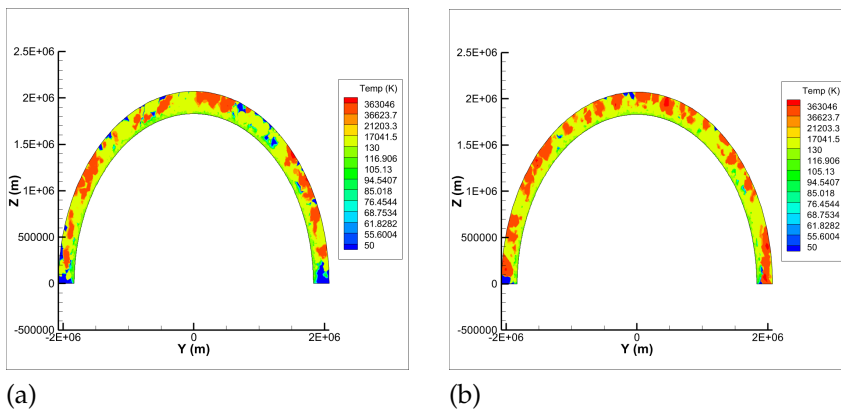 2.5E+06
2E+06
1.5E+06
1E+06
500000
0
-500000
Z (m)
-2E+06
0
2E+06
Y (m)
Temp (K)
363046
36623.7
21203.3
17041.5
130
116.906
105.13
94.5407
85.018
76.4544
68.7534
61.8282
55.6004
50
(a)
2.5E+06
2E+06
1.5E+06
1E+06
500000
0
-500000
Z (m)
-2E+06
0
2E+06
Y (m)
Temp (K)
363046
36623.7
21203.3
17041.5
130
116.906
105.13
94.5407
85.018
76.4544
68.7534
61.8282
55.6004
50
(b)